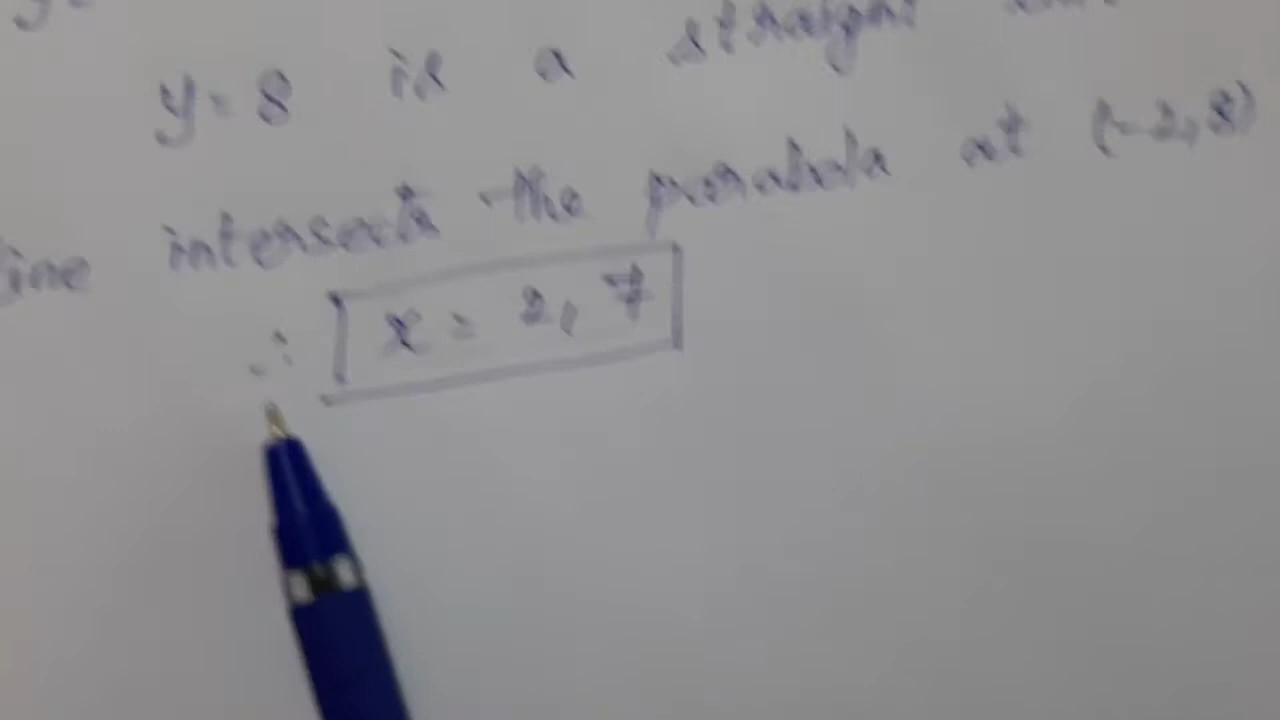 y = 8 is a straight
line intersects the parabola at (-2, 8)
∴ x = 2, 7